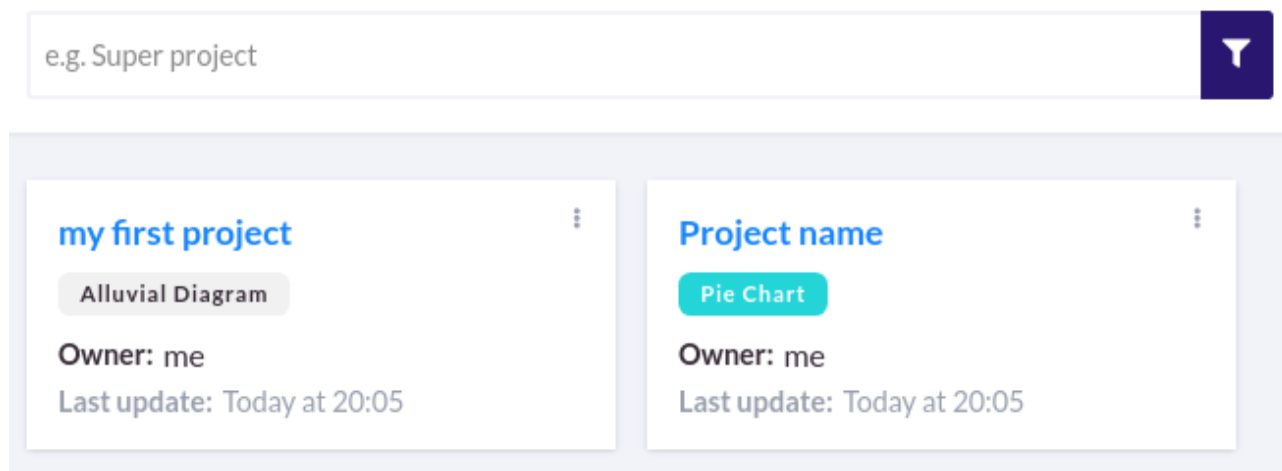 e.g. Super project
my first project
Alluvial Diagram
Owner: me
Last update: Today at 20:05
Project name
Pie Chart
Owner: me
Last update: Today at 20:05